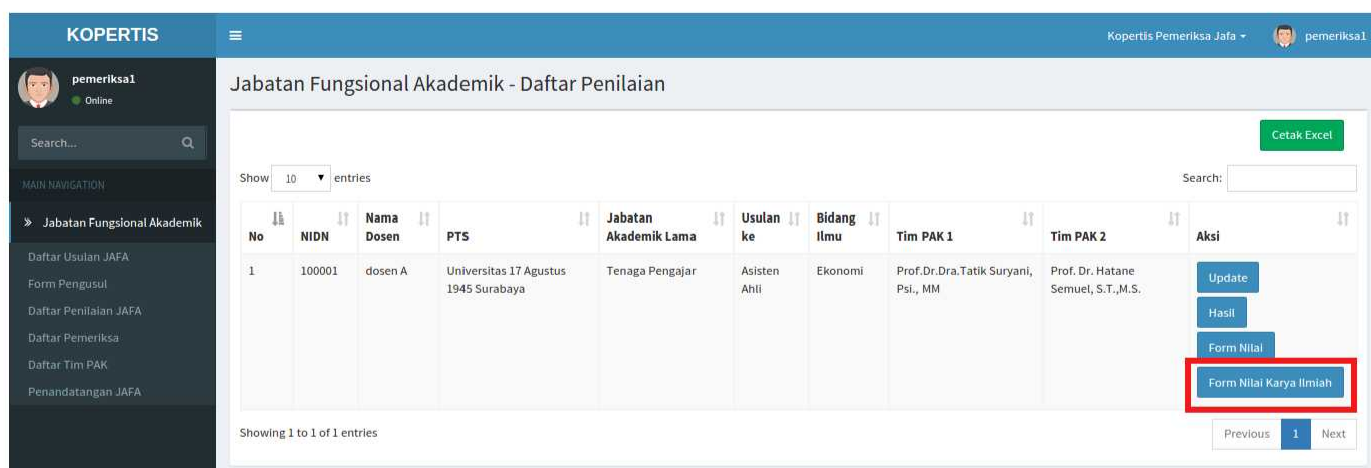 KOPERTIS
Kopertis Pemeriksa Jafa
pemeriksa1
pemeriksa1
Online
Search...
MAIN NAVIGATION
» Jabatan Fungsional Akademik
Daftar Usulan JAFA
Form Pengusul
Daftar Penilaian JAFA
Daftar Pemeriksa
Daftar Tim PAK
Penandatangan JAFA
Jabatan Fungsional Akademik - Daftar Penilaian
Cetak Excel
Show 10 entries
Search:
No NIDN Nama Dosen PTS Jabatan Akademik Lama Usulan ke Bidang Ilmu Tim PAK 1 Tim PAK 2 Aksi
1 100001 dosen A Universitas 17 Agustus Tenaga Pengajar Asisten Ekonomi Prof.Dr.Dra.Tatik Suryani, Prof. Dr. Hatane
1945 Surabaya Ahli Psi., MM Semuel, S.T.,M.S.
Update
Hasil
Form Nilai
Form Nilai Karya Ilmiah
Showing 1 to 1 of 1 entries
Previous 1 Next